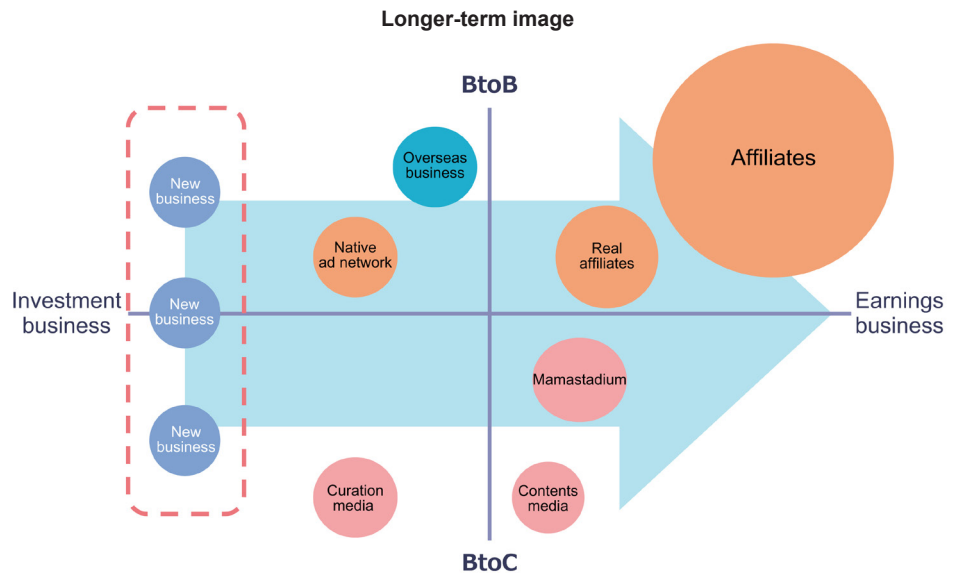 Longer-term image
BtoB
Affiliates
Overseas
business
New
business
Native
ad network
Real
affiliates
Investment
business
New
business
Earnings
business
Mamastadium
New
business
Curation
media
Contents
media
BtoC